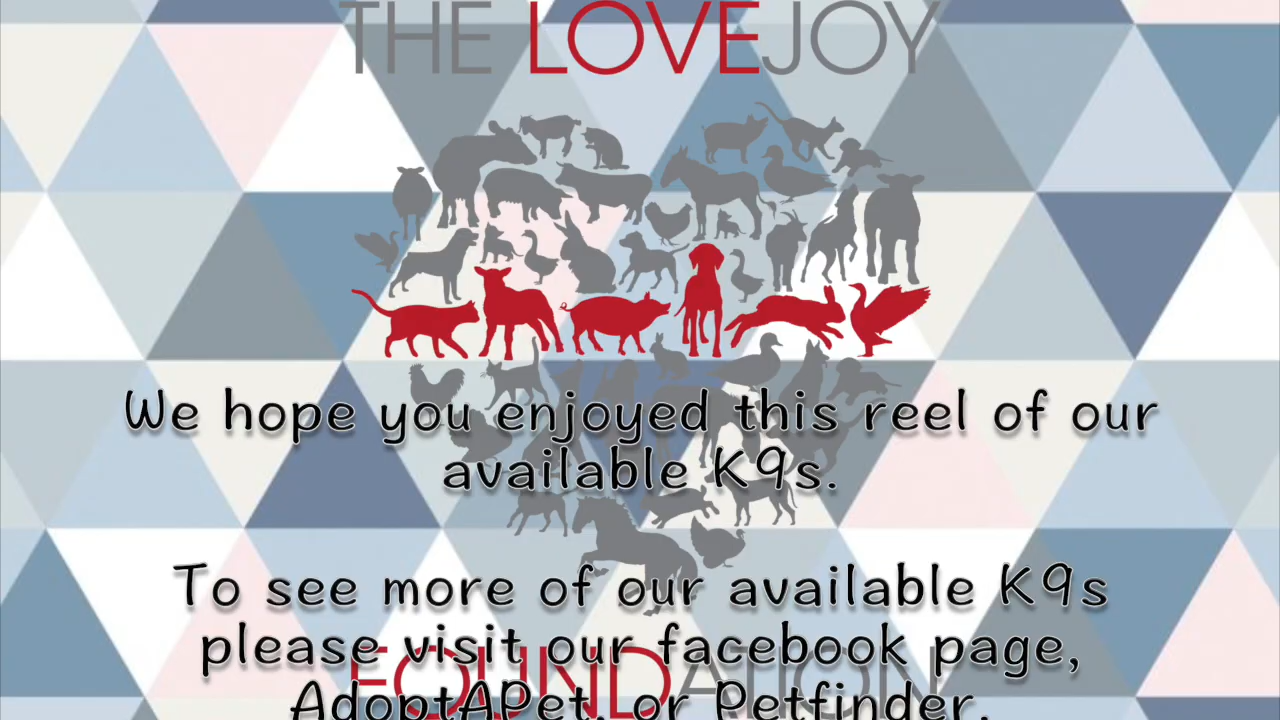 THE LOVEJOY
We hope you enjoyed this reel of our
available K9s.
To see more of our available K9s
please visit our facebook page,
FOUNDATION
AdoptAPet, or Petfinder.